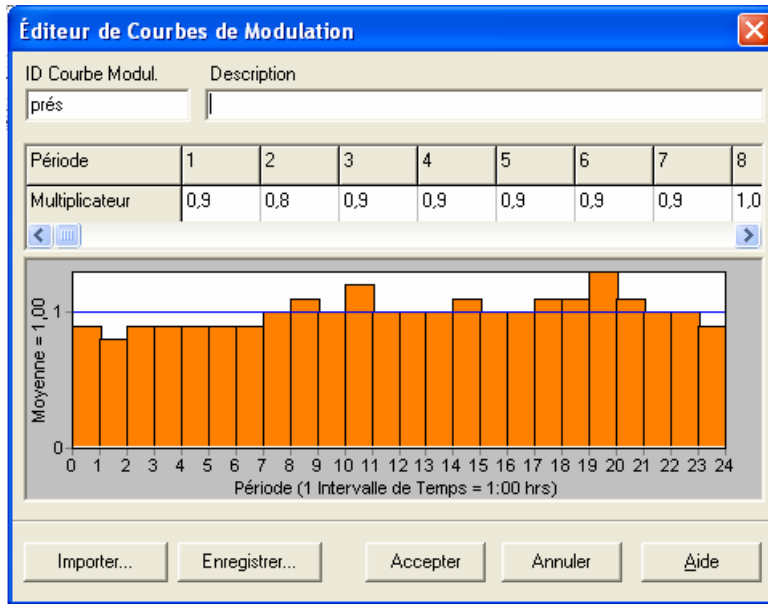 Éditeur de Courbes de Modulation
ID Courbe Modul. Description
prés
Période 1 2 3 4 5 6 7 8
Multiplicateur 0,9 0,8 0,9 0,9 0,9 0,9 0,9 1,0
Moyenne = 1,00
1
0
0 1 2 3 4 5 6 7 8 9 10 11 12 13 14 15 16 17 18 19 20 21 22 23 24
Période (1 Intervalle de Temps = 1:00 hrs)
Importer... Enregistrer... Accepter Annuler Aide